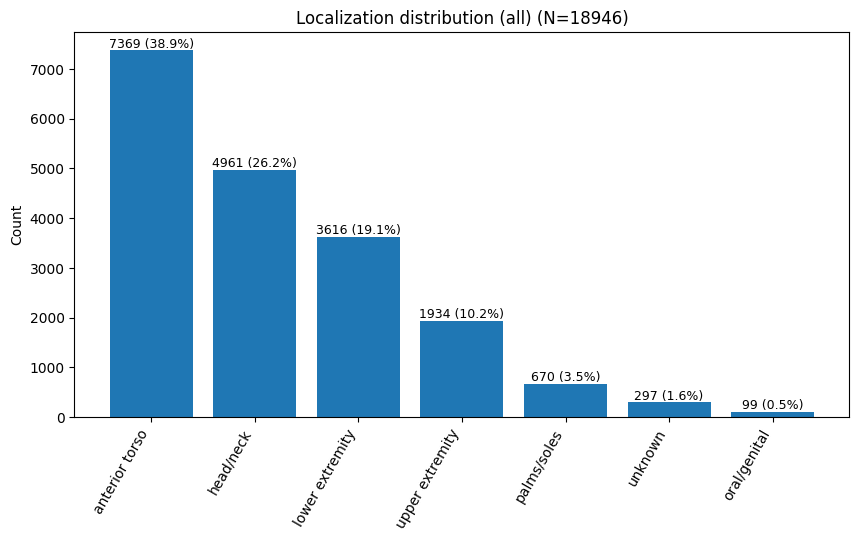 Localization distribution (all) (N=18946)
Count
7000
6000
5000
4000
3000
2000
1000
0
7369 (38.9%)
4961 (26.2%)
3616 (19.1%)
1934 (10.2%)
670 (3.5%)
297 (1.6%)
99 (0.5%)
anterior torso
head/neck
lower extremity
upper extremity
palms/soles
unknown
oral/genital